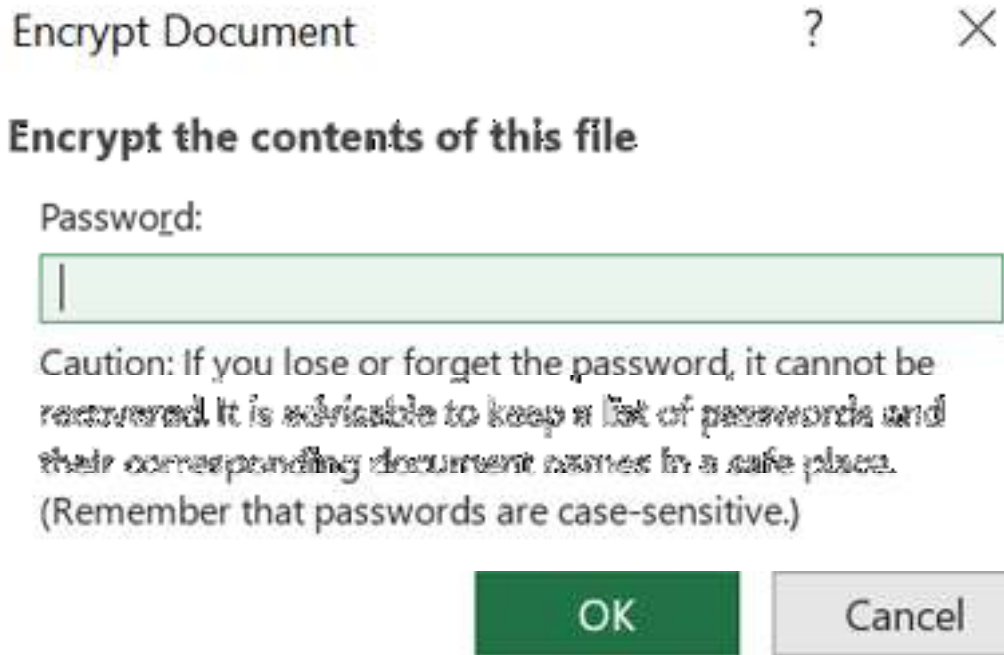 Encrypt Document ? ×
Encrypt the contents of this file
Password:
Caution: If you lose or forget the password, it cannot be
recovered. It is advisable to keep a list of passwords and
their corresponding document names in a safe place.
(Remember that passwords are case-sensitive.)
OK Cancel